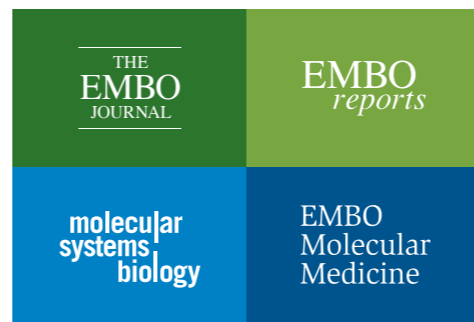 THE
EMBO
JOURNAL
EMBO
reports
molecular
systems
biology
EMBO
Molecular
Medicine